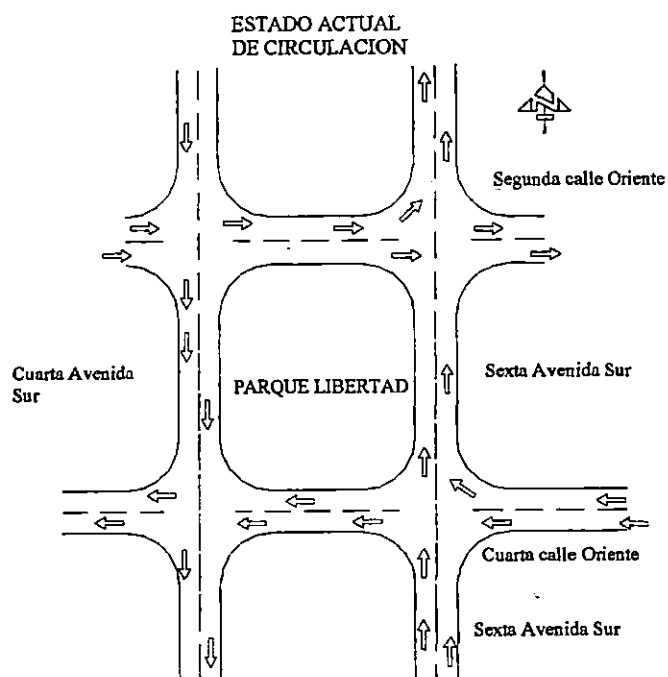 ESTADO ACTUAL
DE CIRCULACION
Segunda calle Oriente
Cuarta Avenida
Sur
PARQUE LIBERTAD
Sexta Avenida Sur
Cuarta calle Oriente
Sexta Avenida Sur